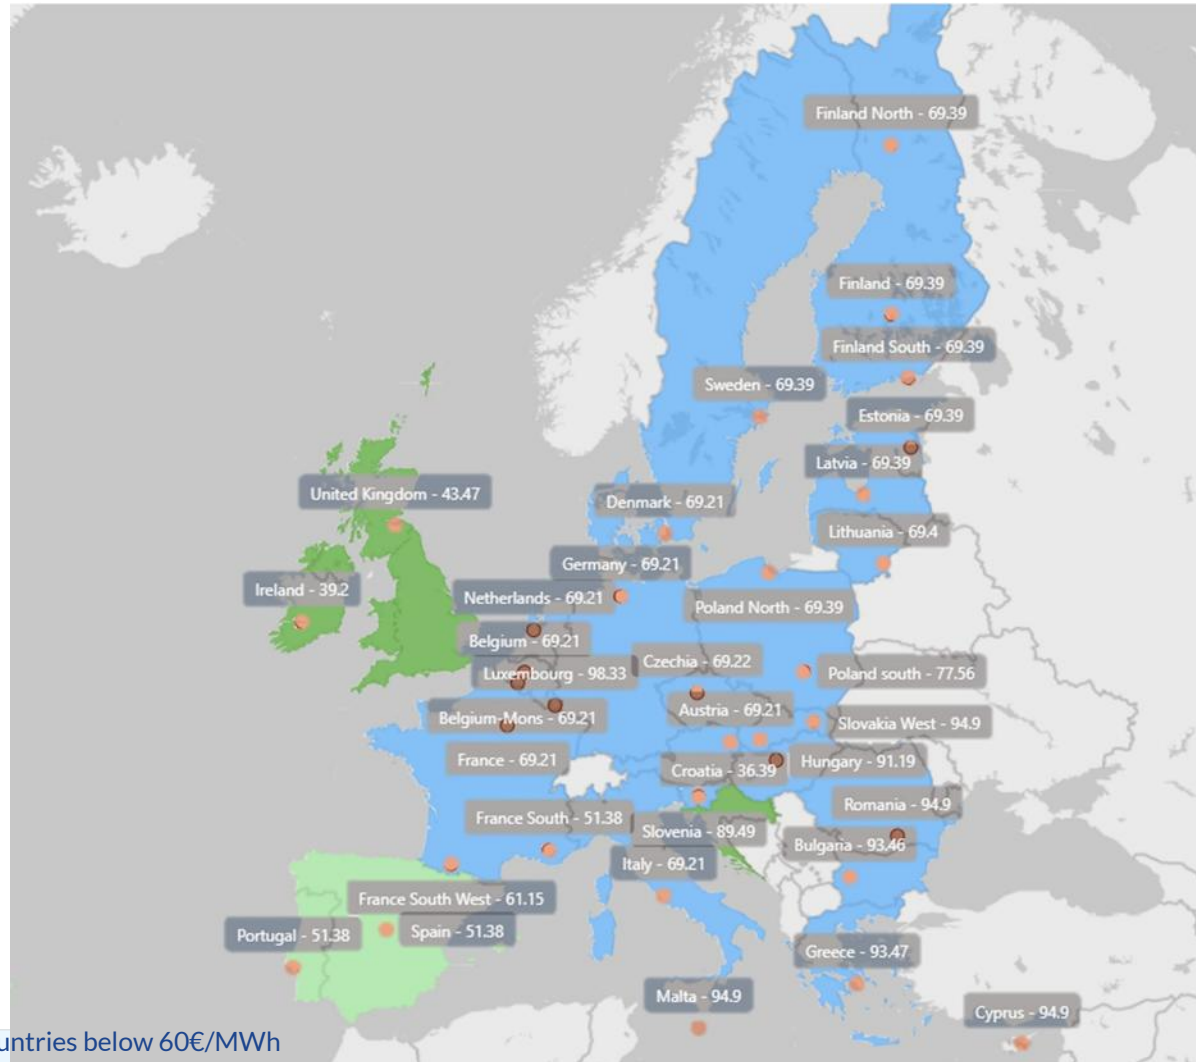 Finland North - 69.39
Finland - 69.39
Finland South - 69.39
Sweden - 69.39
Estonia - 69.39
Latvia - 69.39
United Kingdom - 43.47
Denmark - 69.21
Lithuania - 69.4
Germany - 69.21
Ireland - 39.2
Netherlands - 69.21
Poland North - 69.39
Belgium - 69.21
Czechia - 69.22
Luxembourg - 98.33
Poland south - 77.56
Austria - 69.21
Belgium-Mons - 69.21
Slovakia West - 94.9
France - 69.21
Hungary - 91.19
Croatia - 36.39
Romania - 94.9
France South - 51.38
Slovenia - 89.49
Bulgaria - 93.46
Italy - 69.21
France South West - 61.15
Spain - 51.38
Portugal - 51.38
Greece - 93.47
Malta - 94.9
Cyprus - 94.9
below 60€/MWh